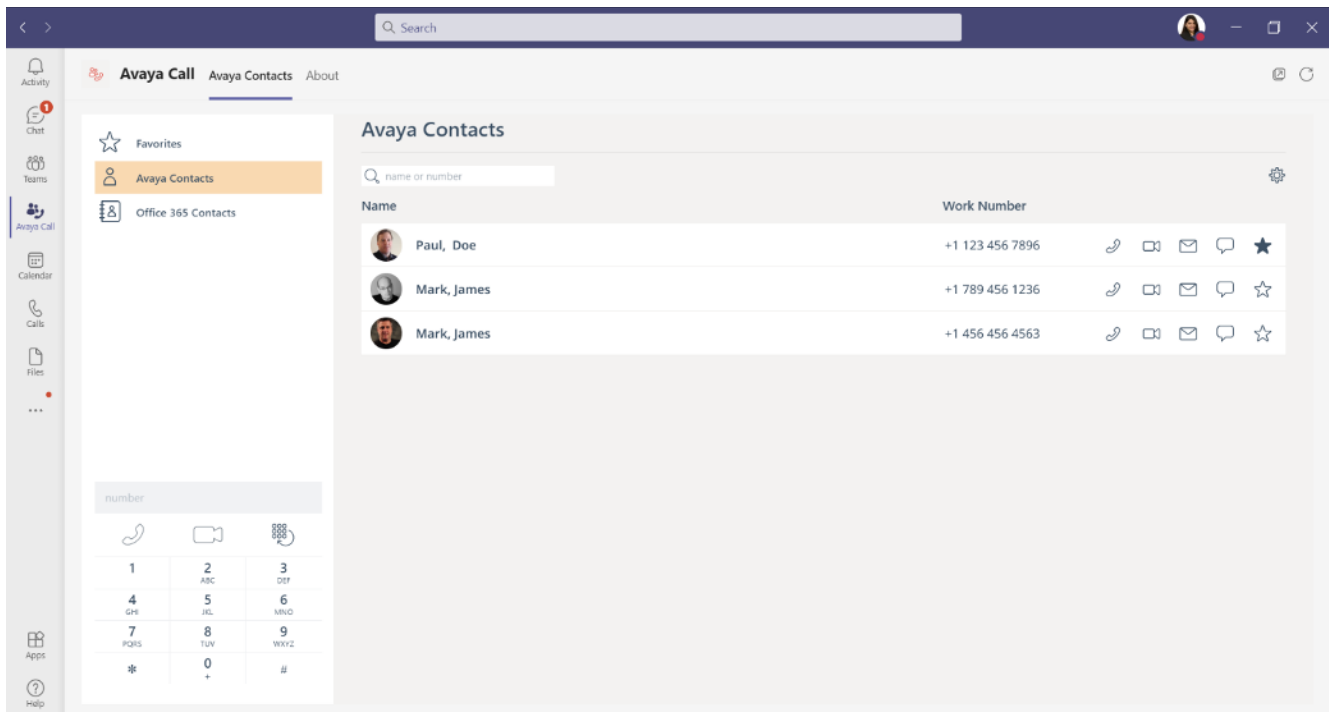 Search
Activity
1
Chat
Teams
Avaya Call
Calendar
Calls
Files
Apps
Help
Avaya Call Avaya Contacts About
Favorites
Avaya Contacts
Office 365 Contacts
number
1 2 3
ABC DEF
4 5 6
GHI JKL MNO
7 8 9
PQRS TUV WXYZ
* 0 #
+
Avaya Contacts
name or number
Name Work Number
Paul, Doe +1 123 456 7896
Mark, James +1 789 456 1236
Mark, James +1 456 456 4563